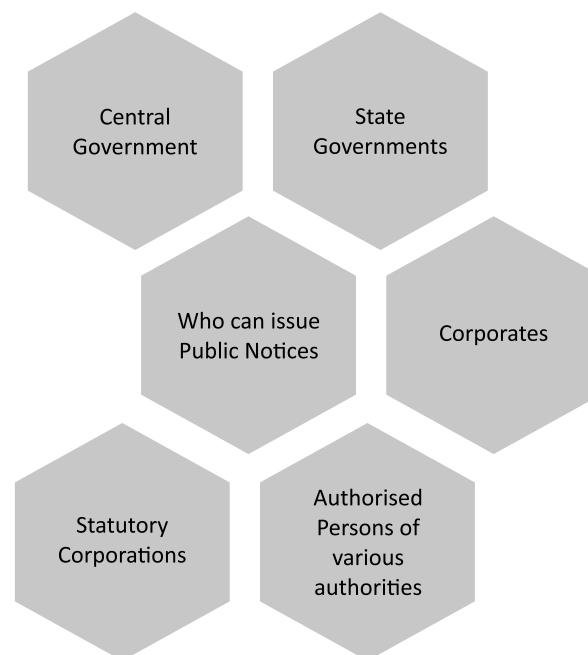 Central
Government
State
Governments
Who can issue
Public Notices
Corporates
Statutory
Corporations
Authorised
Persons of
various
authorities